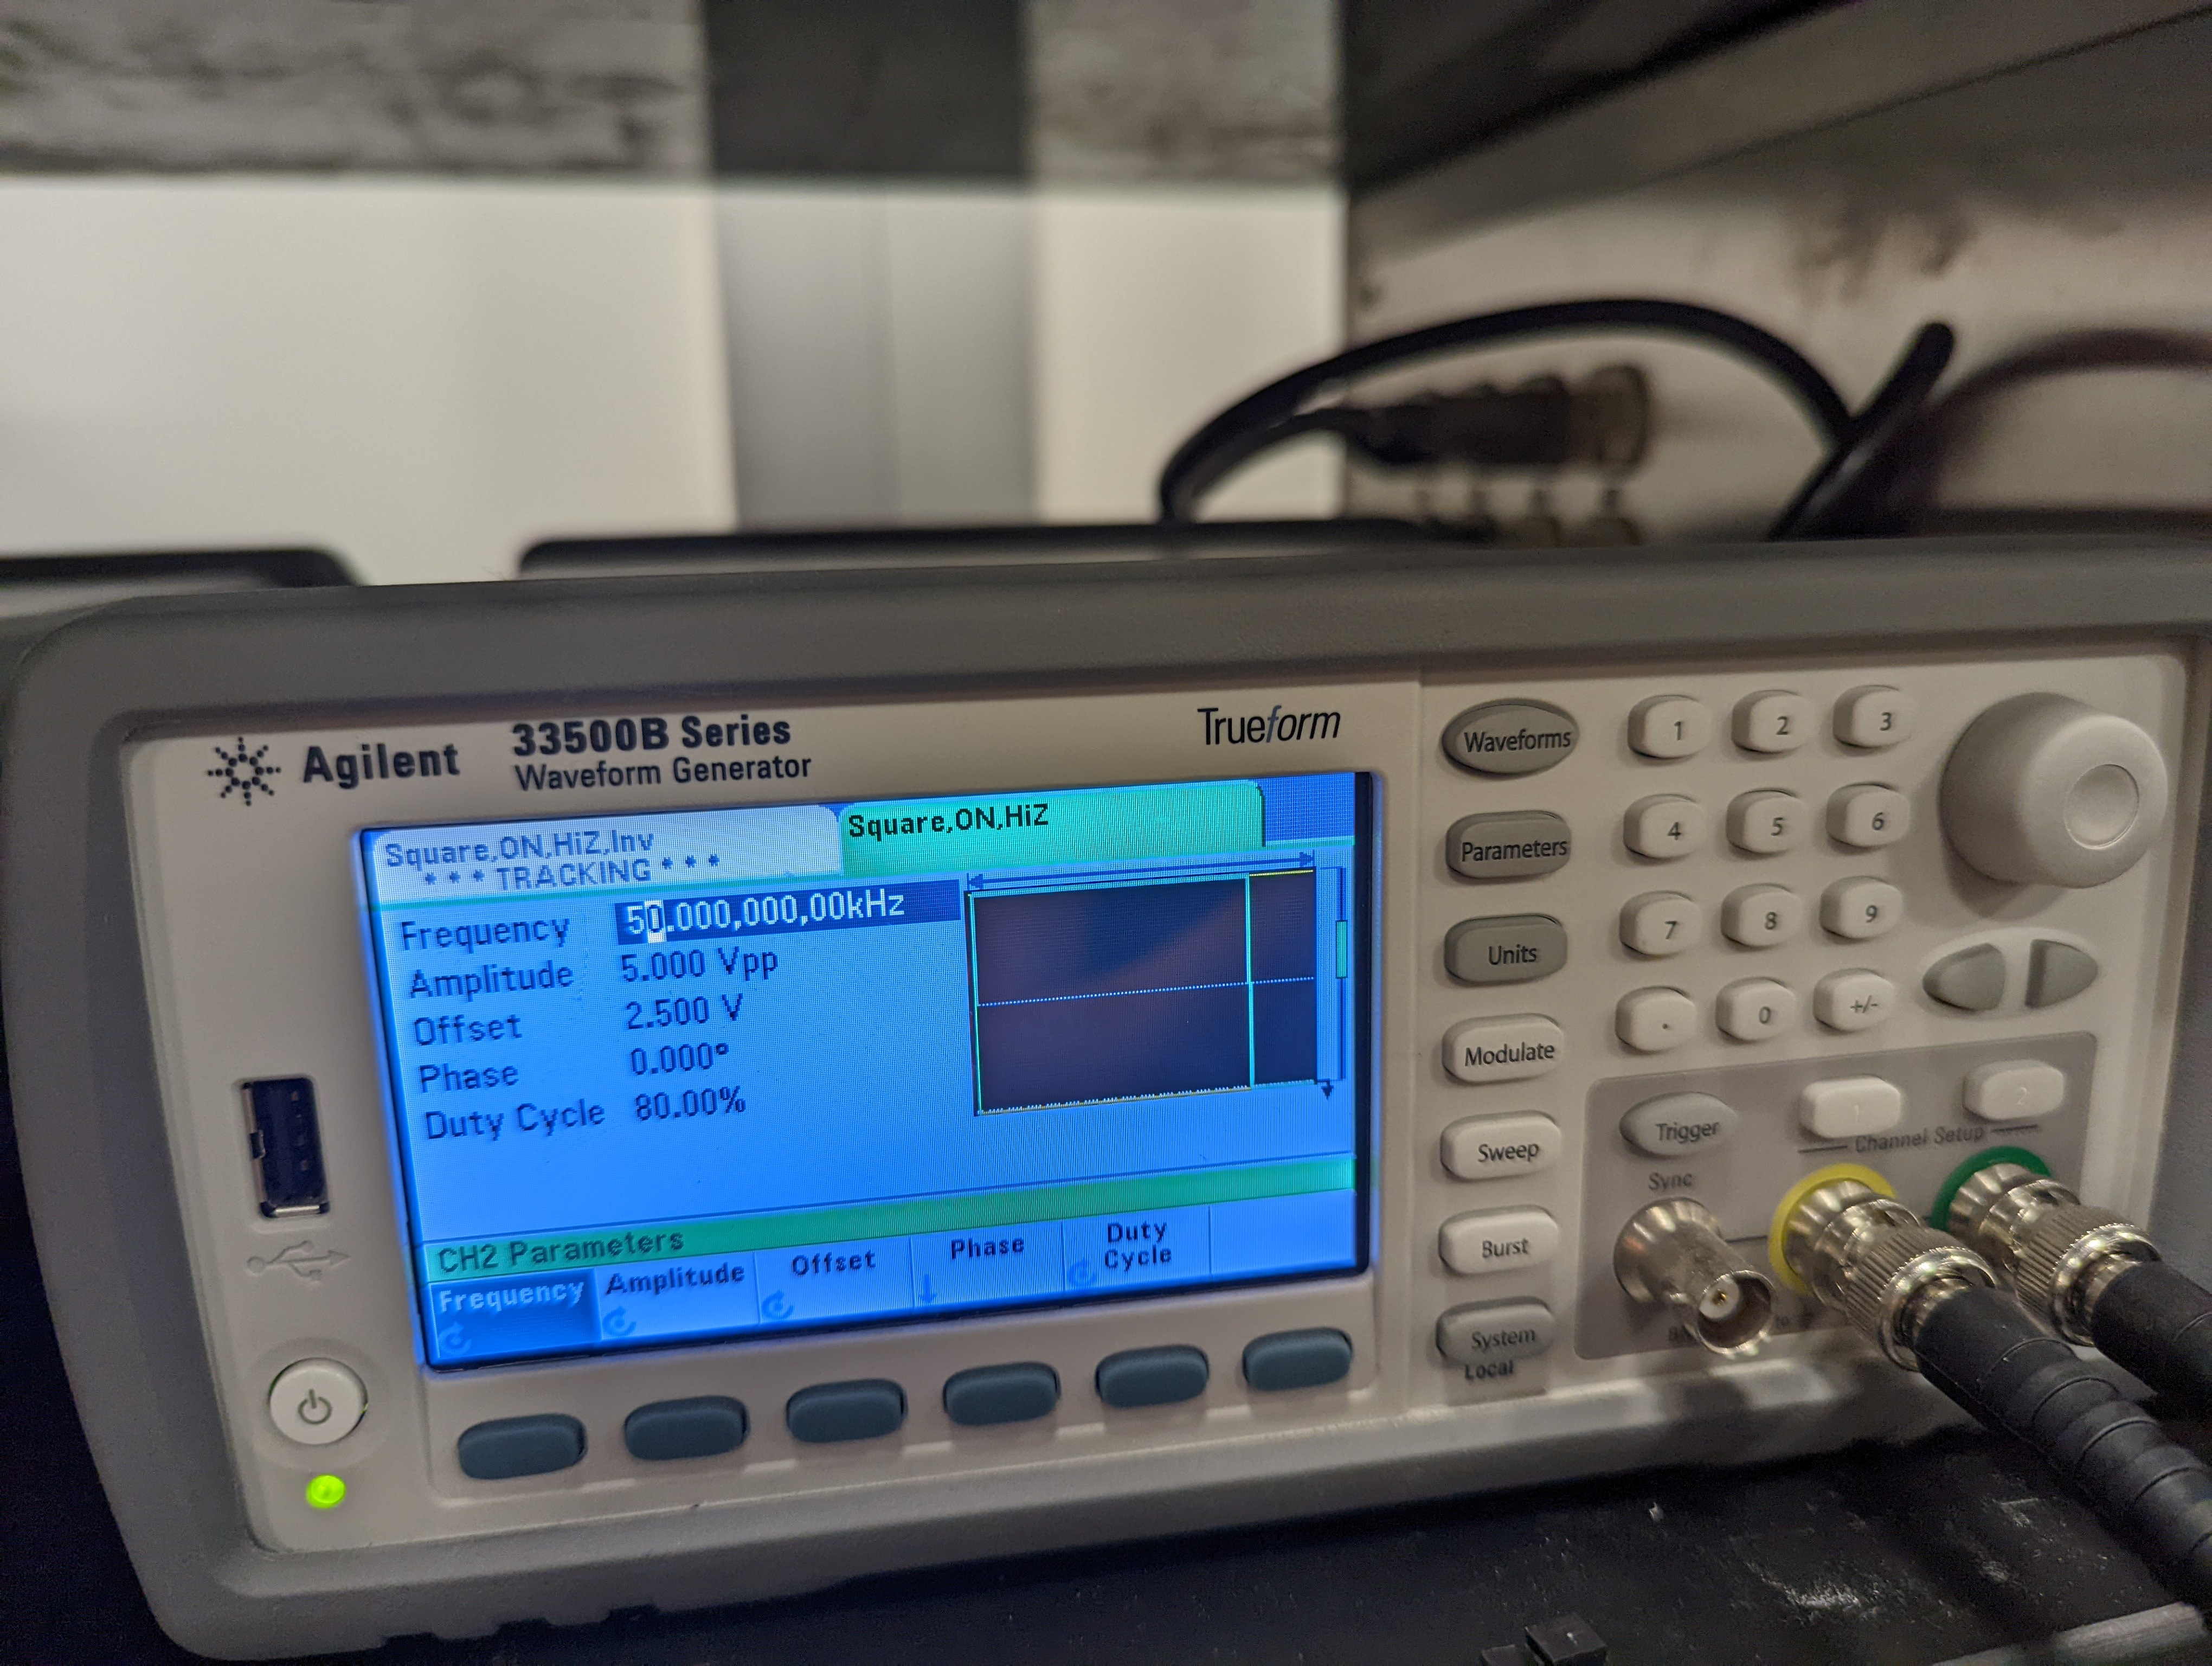 Agilent
33500B Series
Waveform Generator
Trueform
Square,ON,HiZ,Inv
* * * TRACKING * * *
Square,ON,HiZ
Frequency 50.000,000,00kHz
Amplitude 5.000 Vpp
Offset 2.500 V
Phase 0.000°
Duty Cycle 80.00%
CH2 Parameters
Frequency
Amplitude
Offset
Phase
Duty
Cycle
Waveforms
Parameters
Units
Modulate
Sweep
Burst
System
Local
1 2 3
4 5 6
7 8 9
. 0 +/-
Trigger
1 2
Channel Setup
Sync